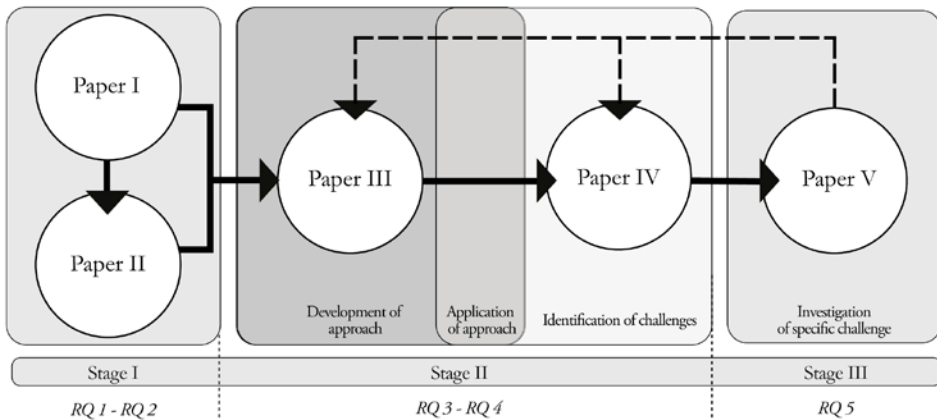 Paper I
Paper II
Paper III
Paper IV
Paper V
Development of
approach
Application
of approach
Identification of challenges
Investigation
of specific challenge
Stage I
Stage II
Stage III
RQ 1 - RQ 2
RQ 3 - RQ 4
RQ 5